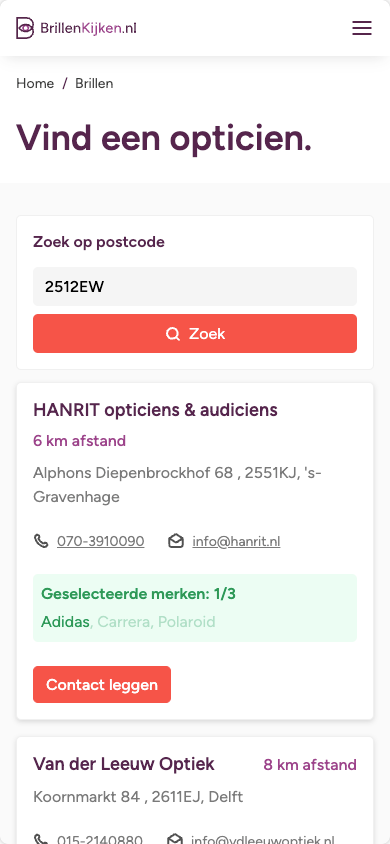 BrillenKijken.nl
Home / Brillen
Vind een opticien.
Zoek op postcode
2512EW
Zoek
HANRIT opticiens & audiciens
6 km afstand
Alphons Diepenbrockhof 68 , 2551KJ, 's-
Gravenhage
070-3910090 info@hanrit.nl
Geselecteerde merken: 1/3
Adidas, Carrera, Polaroid
Contact leggen
Van der Leeuw Optiek 8 km afstand
Koornmarkt 84 , 2611EJ, Delft
015-2140880 info@vdleeuwoptiek.nl